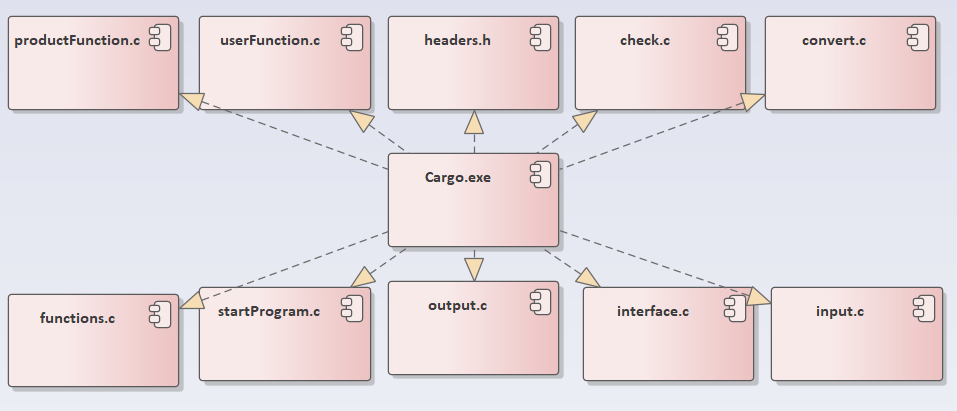 productFunction.c
userFunction.c
headers.h
check.c
convert.c
Cargo.exe
functions.c
startProgram.c
output.c
interface.c
input.c